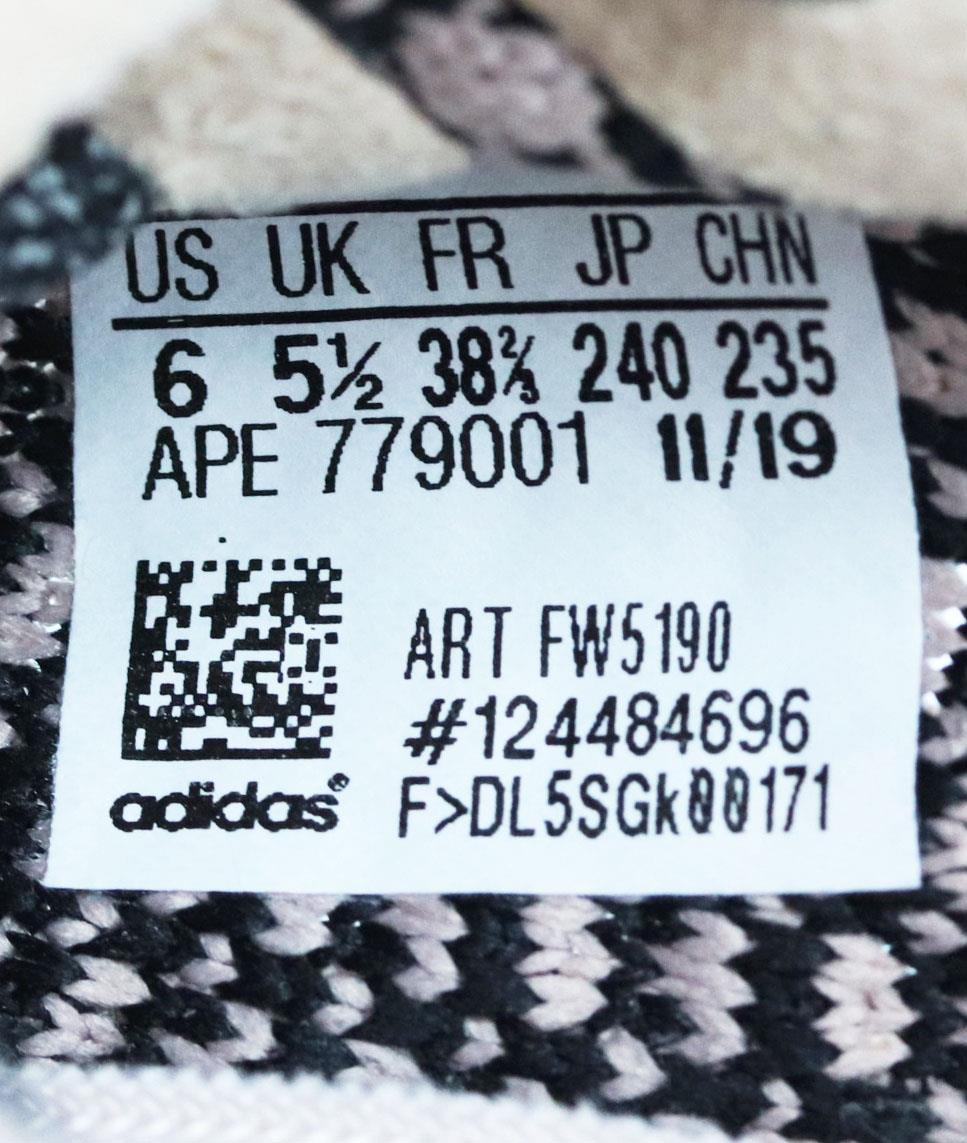 US UK FR JP CHN
6 5½ 38⅔ 240 235
APE 779001 11/19
ART FW5190
#124484696
adidas® F>DL5SGk00171